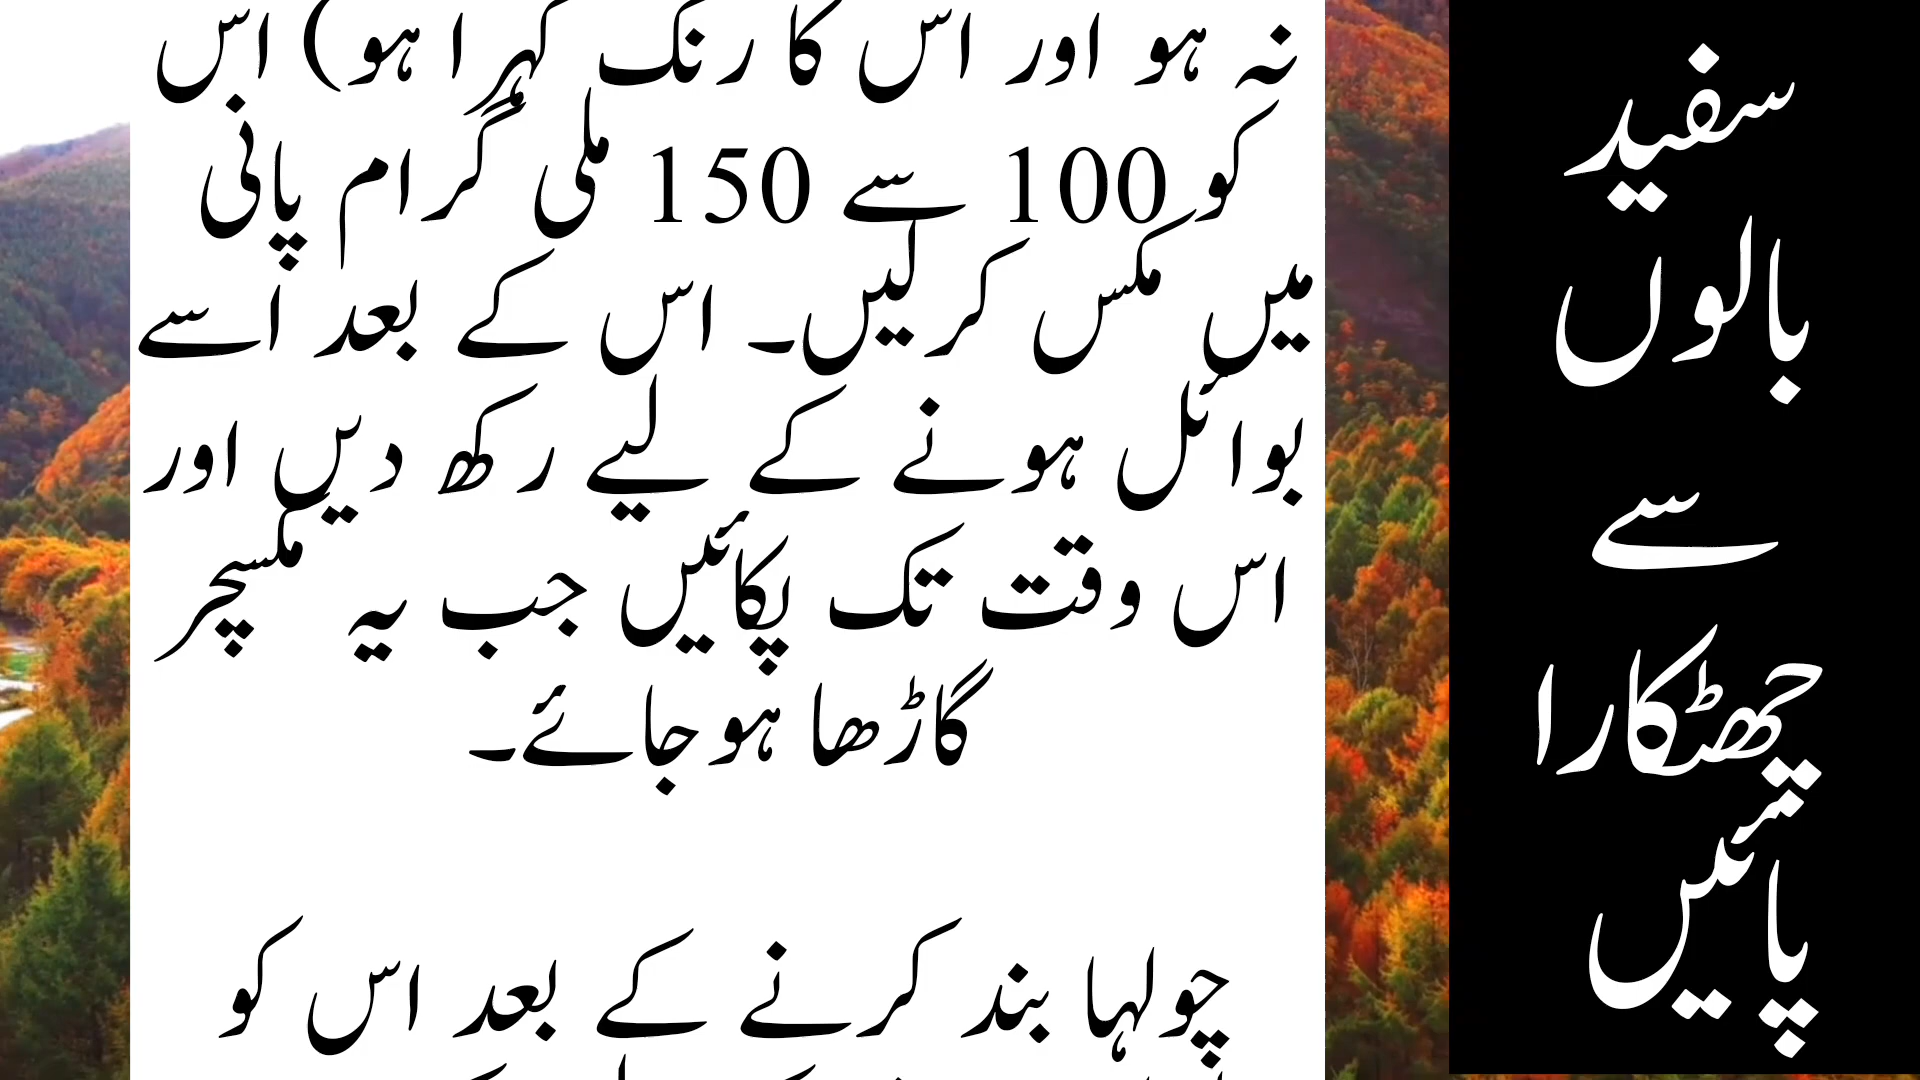 نہ ہو اور اس کا رنگ گہرا ہو) اس
کو 100 سے 150 ملی گرام پانی
میں مکس کرلیں۔ اس کے بعد اسے
بوائل ہونے کے لیے رکھ دیں اور
اس وقت تک پکائیں جب یہ مکسچر
گاڑھا ہوجائے۔
چولہا بند کرنے کے بعد اس کو
سفید
بالوں
سے
چھٹکارا
پائیں